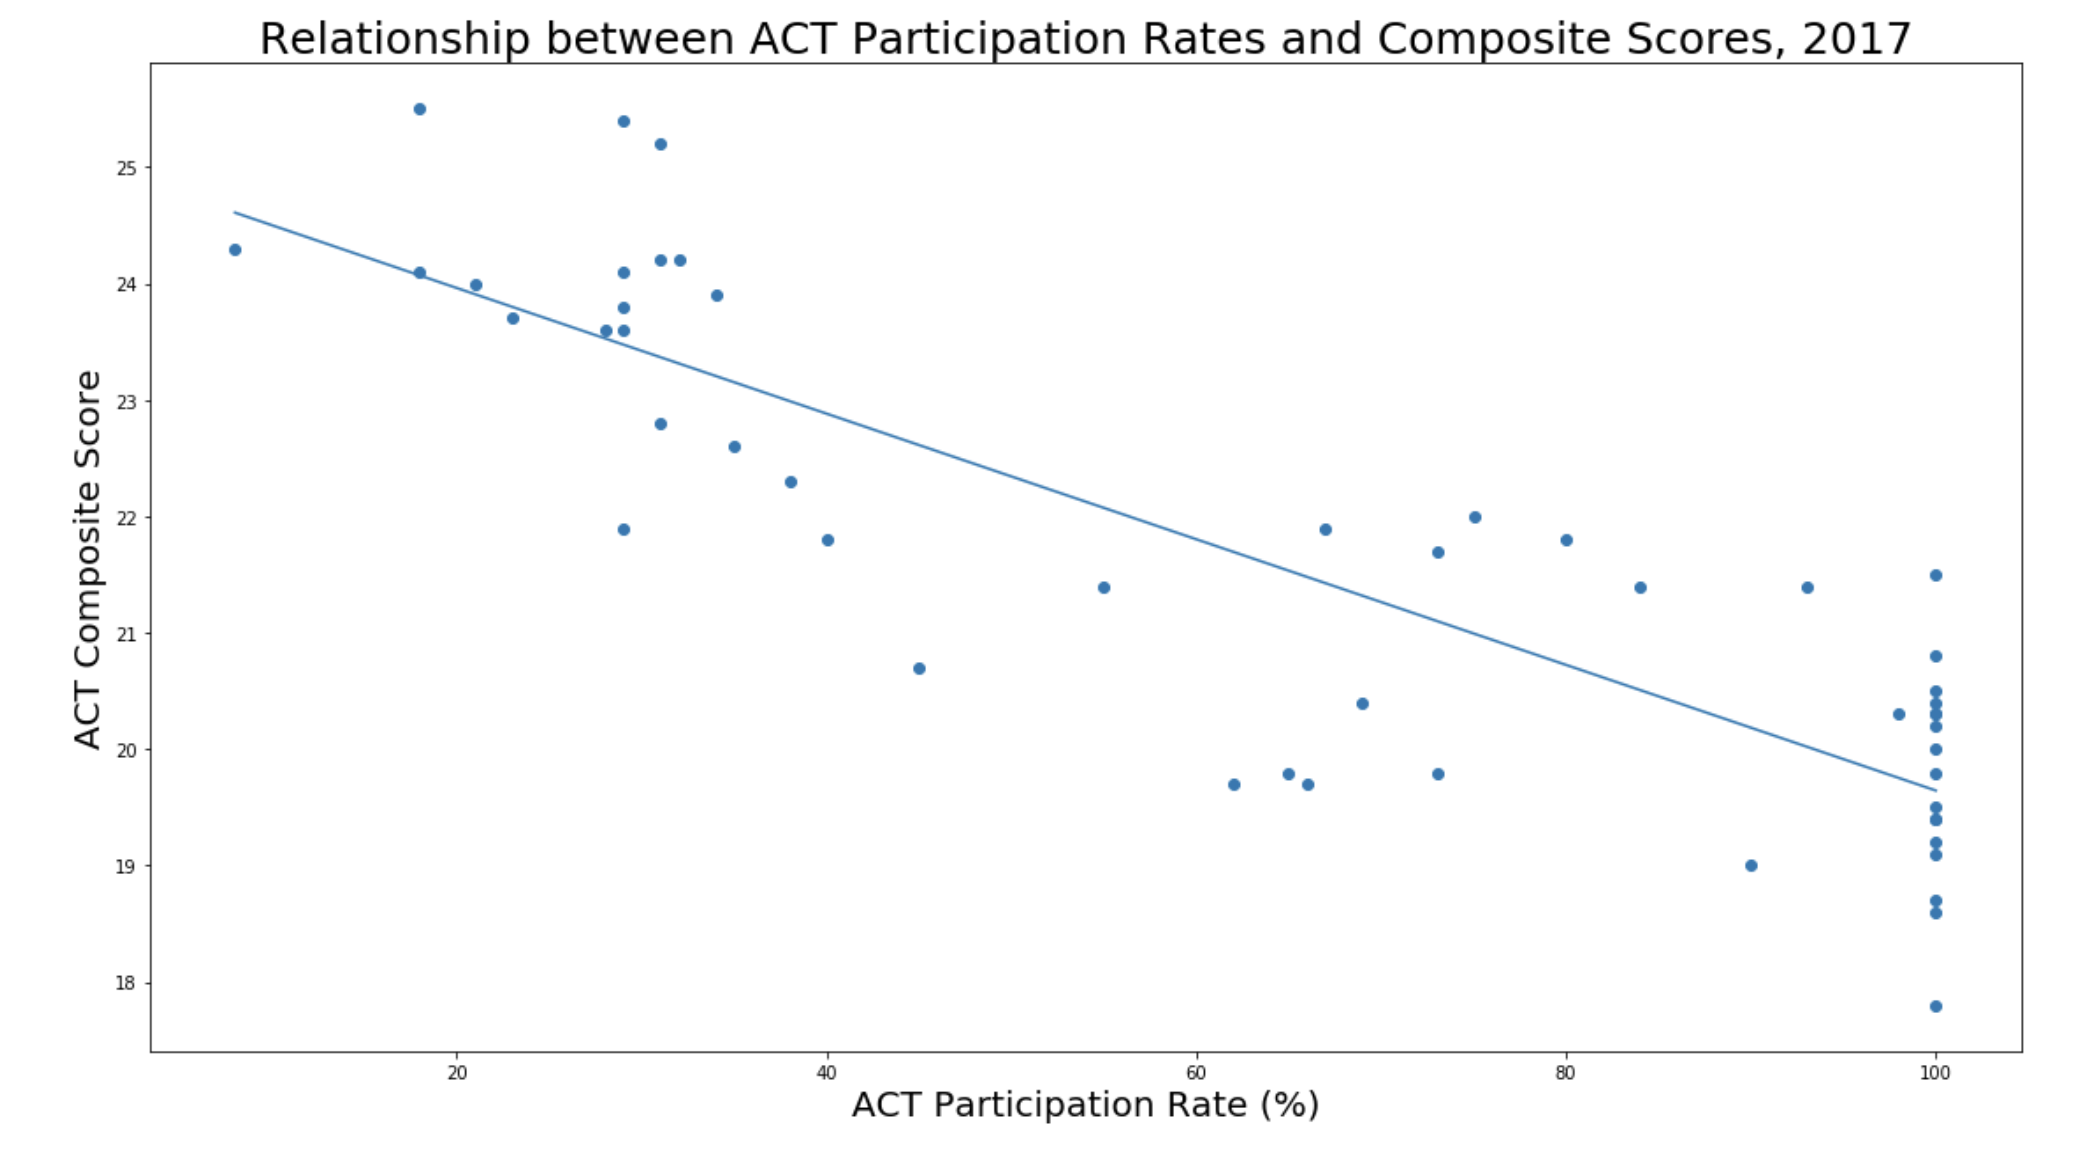 Relationship between ACT Participation Rates and Composite Scores, 2017
25
24
23
22
21
20
19
18
ACT Composite Score
20 40 60 80 100
ACT Participation Rate (%)